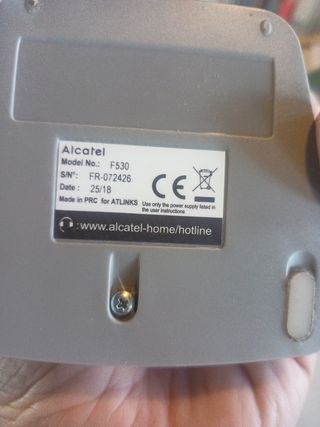 Alcatel
Model No.: F530
S/N°: FR-072426
Date : 25/18
Made in PRC for ATLINKS
Use only the power supply listed in
the user instructions
CE
:www.alcatel-home/hotline